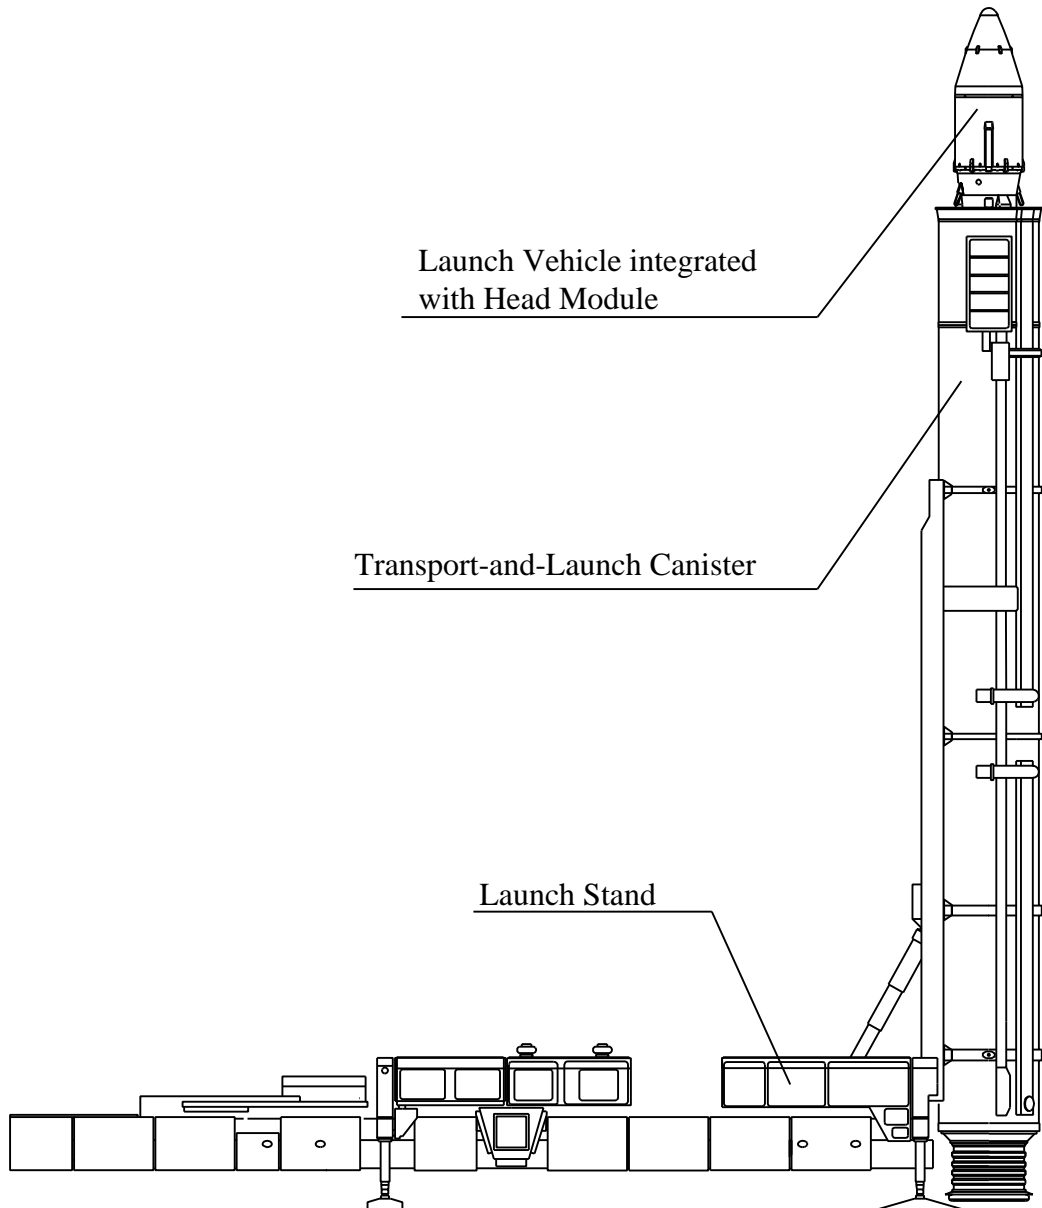 Launch Vehicle integrated
with Head Module
Transport-and-Launch Canister
Launch Stand